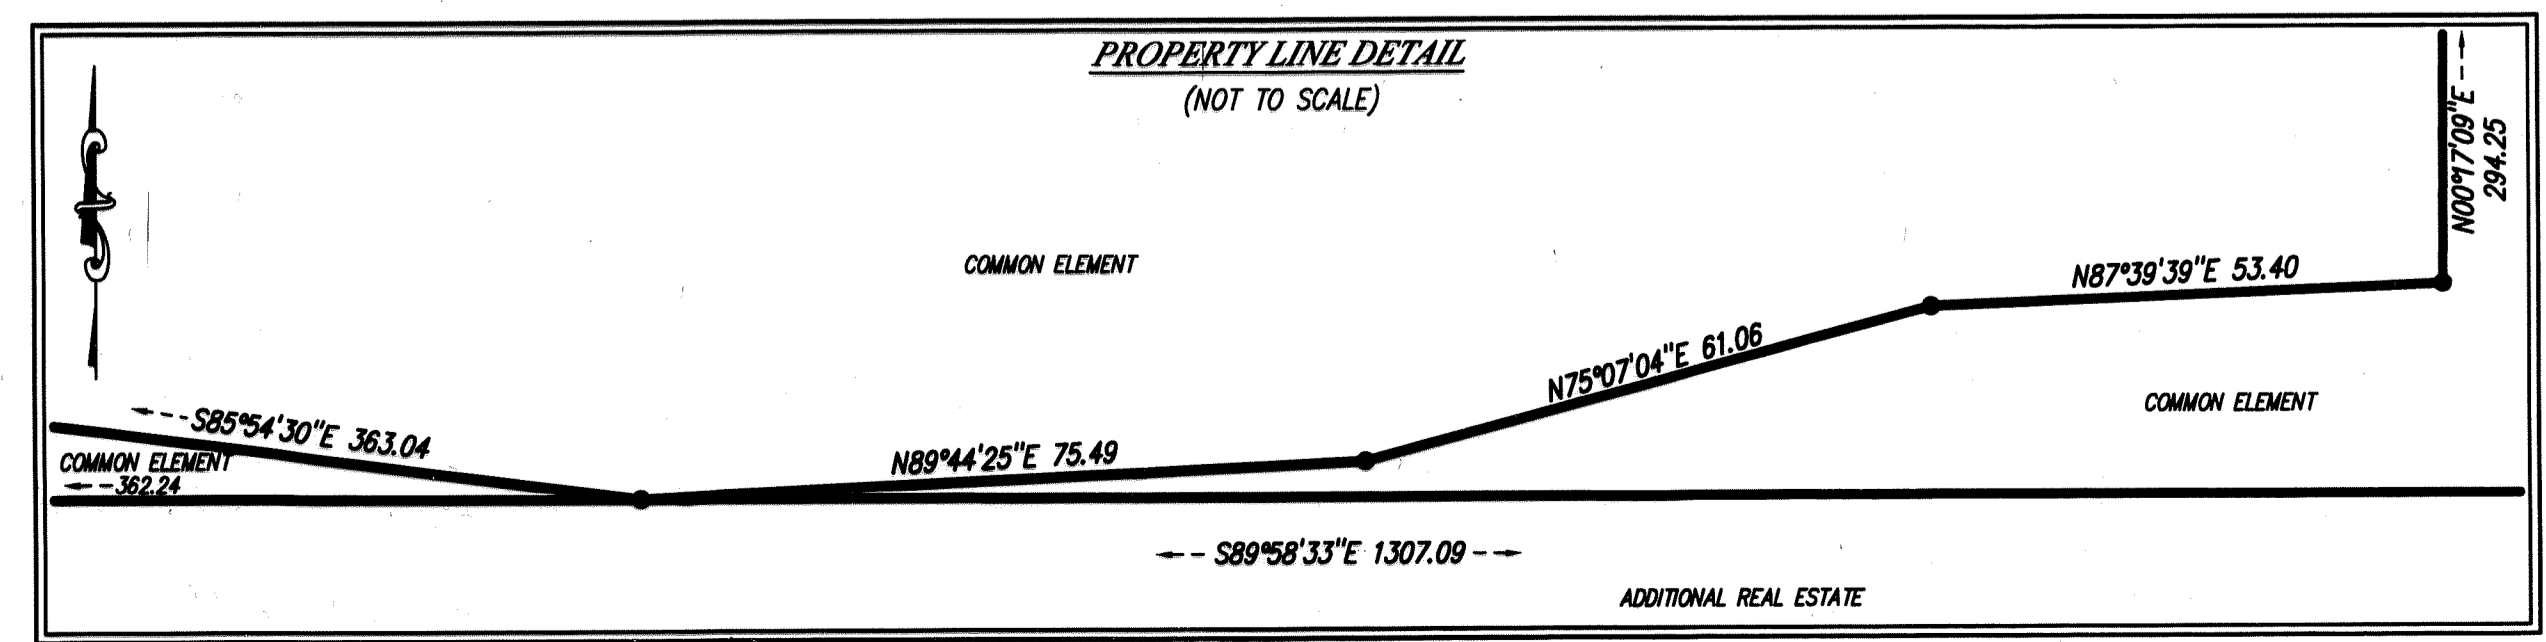 PROPERTY LINE DETAIL
(NOT TO SCALE)
N00°17'09"E
294.25
COMMON ELEMENT
N87°39'39"E 53.40
N75°07'04"E 61.06
COMMON ELEMENT
S85°54'30"E 363.04
N89°44'25"E 75.49
COMMON ELEMENT
362.24
S89°58'33"E 1307.09
ADDITIONAL REAL ESTATE